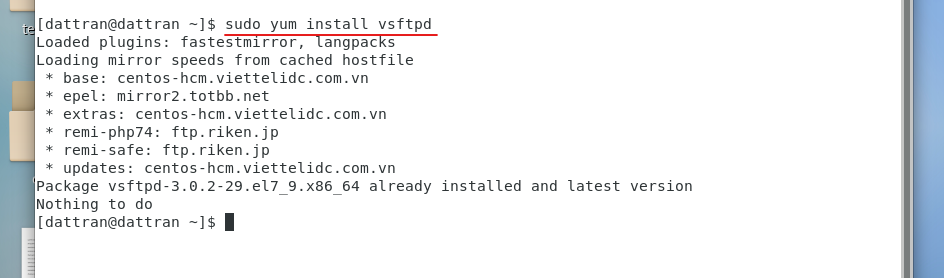 [dattran@dattran ~]$ sudo yum install vsftpd
Loaded plugins: fastestmirror, langpacks
Loading mirror speeds from cached hostfile
 * base: centos-hcm.viettelidc.com.vn
 * epel: mirror2.totbb.net
 * extras: centos-hcm.viettelidc.com.vn
 * remi-php74: ftp.riken.jp
 * remi-safe: ftp.riken.jp
 * updates: centos-hcm.viettelidc.com.vn
Package vsftpd-3.0.2-29.el7_9.x86_64 already installed and latest version
Nothing to do
[dattran@dattran ~]$